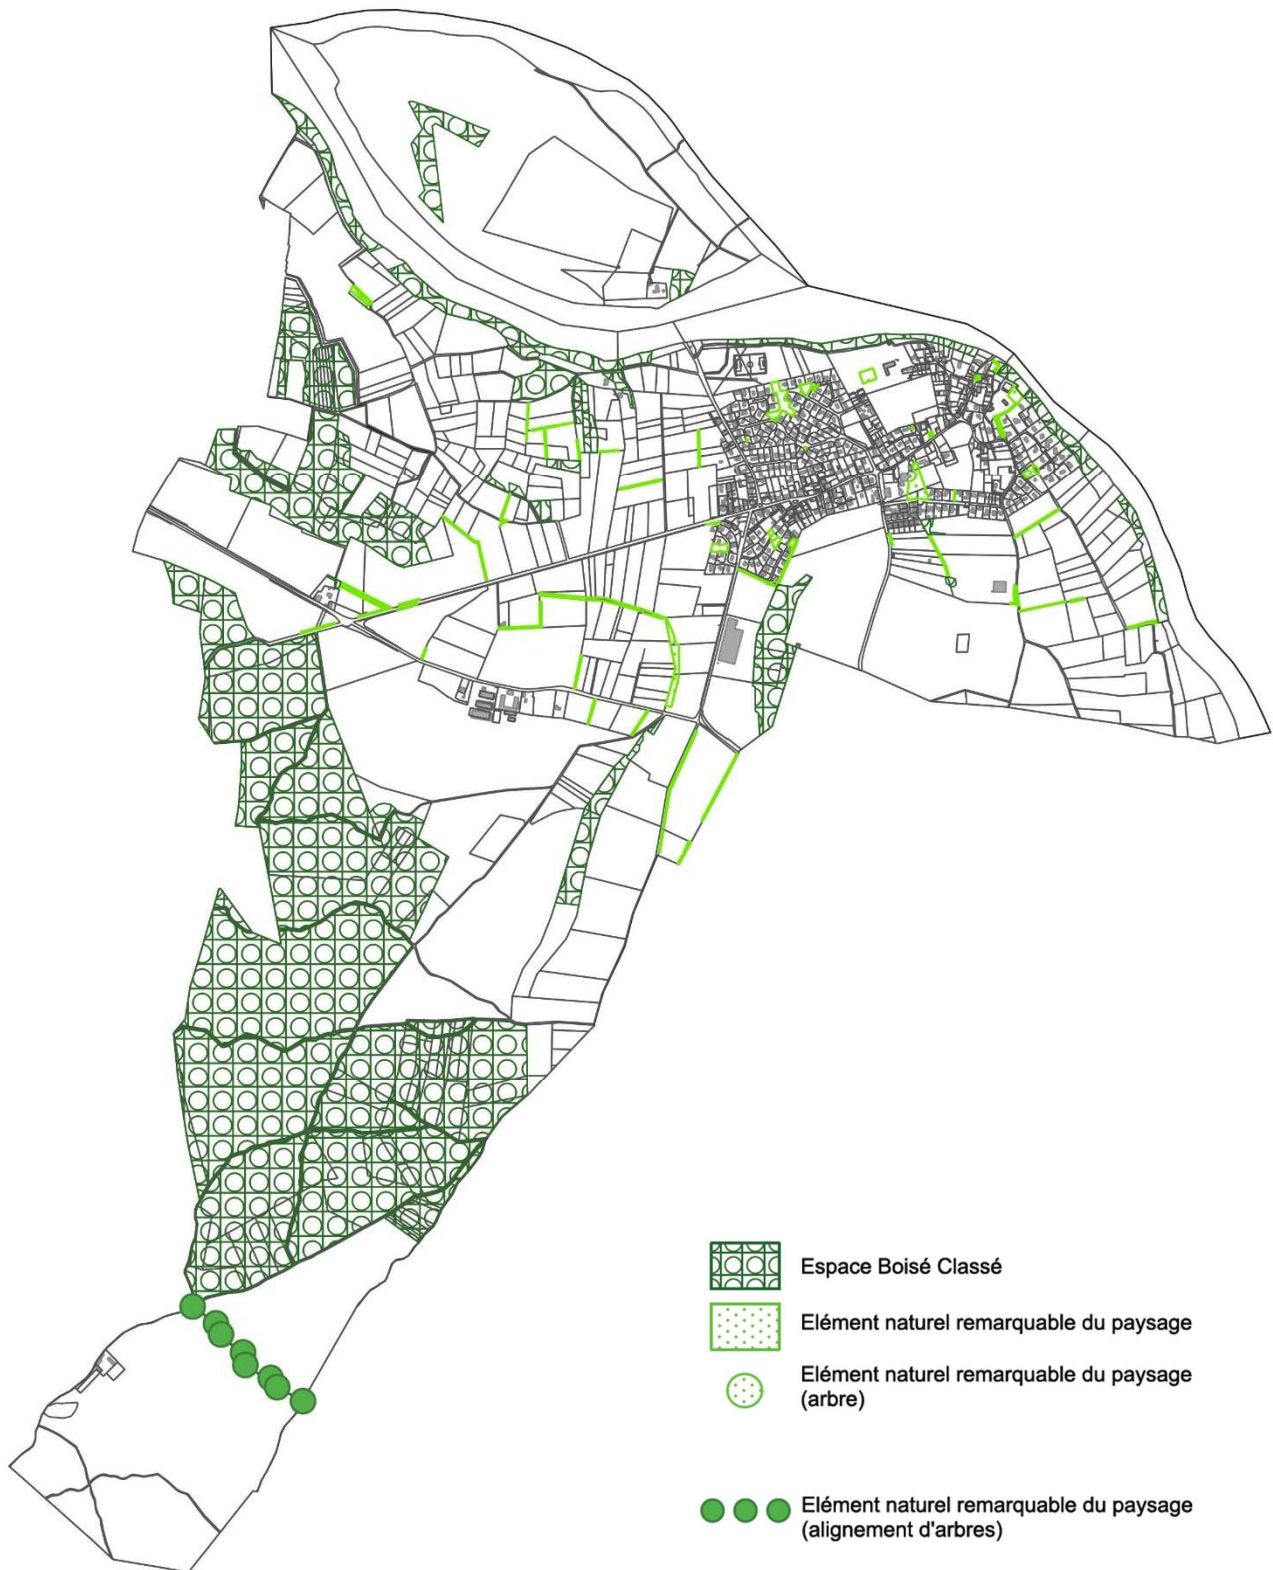 Espace Boisé Classé
Elément naturel remarquable du paysage
Elément naturel remarquable du paysage
(arbre)
Elément naturel remarquable du paysage
(alignement d'arbres)